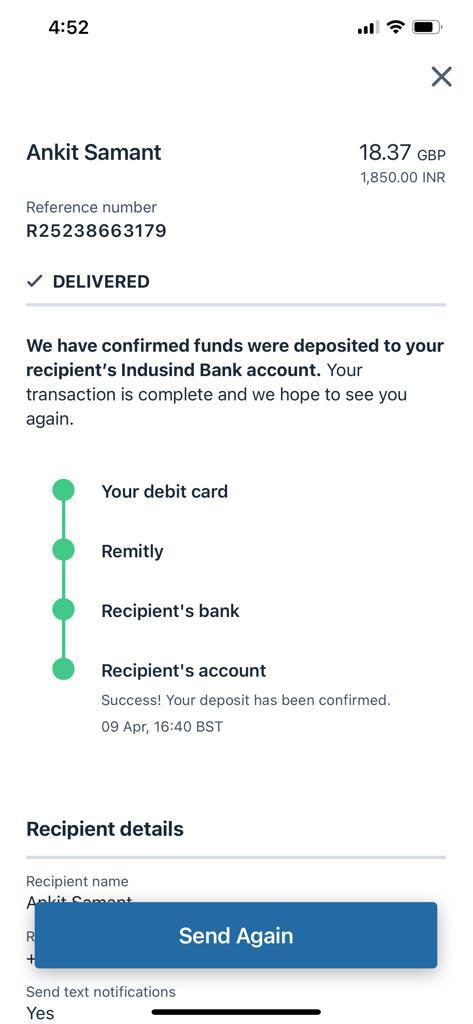 4:52
Ankit Samant
18.37 GBP
1,850.00 INR
Reference number
R25238663179
DELIVERED
We have confirmed funds were deposited to your
recipient’s Indusind Bank account. Your
transaction is complete and we hope to see you
again.
Your debit card
Remitly
Recipient's bank
Recipient's account
Success! Your deposit has been confirmed.
09 Apr, 16:40 BST
Recipient details
Recipient name
Ankit Samant
R
+
Send Again
Send text notifications
Yes